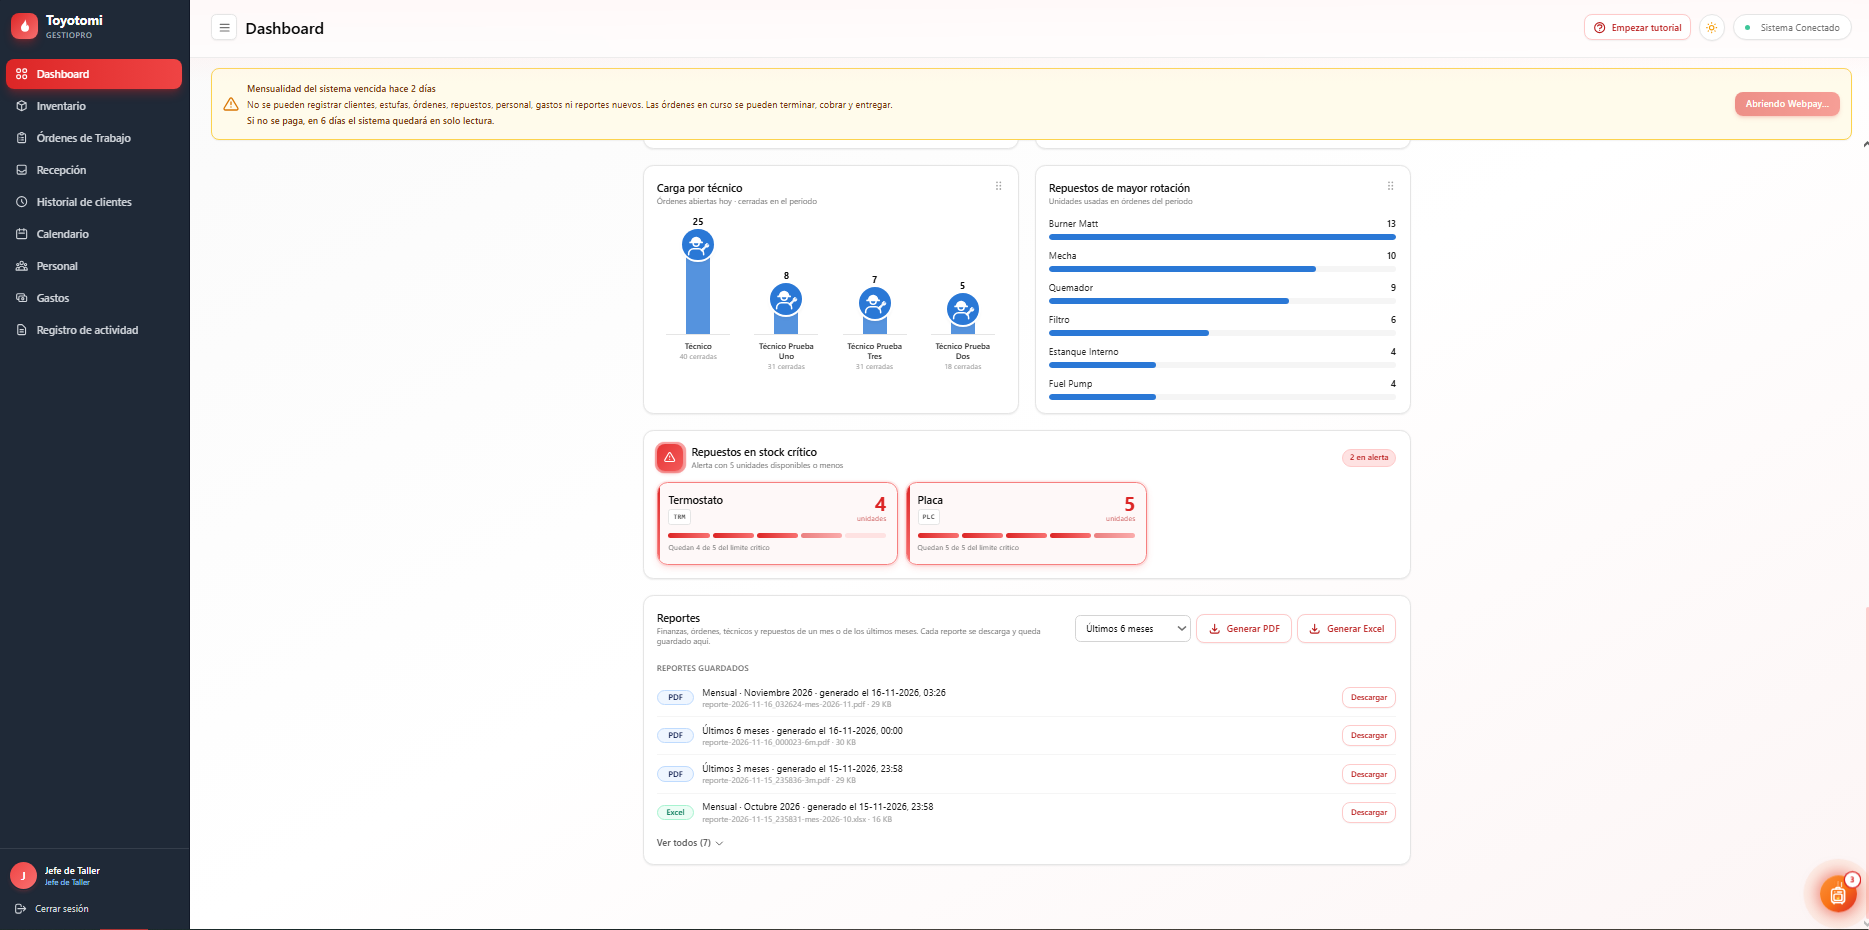 Toyotomi
GESTIOPRO
Dashboard
Inventario
Órdenes de Trabajo
Recepción
Historial de clientes
Calendario
Personal
Gastos
Registro de actividad
J
Jefe de Taller
Jefe de Taller
Cerrar sesión
Dashboard
Empezar tutorial
Sistema Conectado
Mensualidad del sistema vencida hace 2 días
No se pueden registrar clientes, estufas, órdenes, repuestos, personal, gastos ni reportes nuevos. Las órdenes en curso se pueden terminar, cobrar y entregar.
Si no se paga, en 6 días el sistema quedará en solo lectura.
Abriendo Webpay...
Carga por técnico
Órdenes abiertas hoy · cerradas en el periodo
25
8
7
5
Técnico
40 cerradas
Técnico Prueba
Uno
31 cerradas
Técnico Prueba
Tres
31 cerradas
Técnico Prueba
Dos
18 cerradas
Repuestos de mayor rotación
Unidades usadas en órdenes del periodo
Burner Matt 13
Mecha 10
Quemador 9
Filtro 6
Estanque Interno 4
Fuel Pump 4
Repuestos en stock crítico
Alerta con 5 unidades disponibles o menos
2 en alerta
Termostato 4
TRM unidades
Quedan 4 de 5 del límite crítico
Placa 5
PLC unidades
Quedan 5 de 5 del límite crítico
Reportes
Finanzas, órdenes, técnicos y repuestos de un mes o de los últimos meses. Cada reporte se descarga y queda
guardado aquí.
Últimos 6 meses
Generar PDF
Generar Excel
REPORTES GUARDADOS
PDF Mensual · Noviembre 2026 · generado el 16-11-2026, 03:26 Descargar
reporte-2026-11-16_032624-mes-2026-11.pdf · 29 KB
PDF Últimos 6 meses · generado el 16-11-2026, 00:00 Descargar
reporte-2026-11-16_000023-6m.pdf · 30 KB
PDF Últimos 3 meses · generado el 15-11-2026, 23:58 Descargar
reporte-2026-11-15_235836-3m.pdf · 29 KB
Excel Mensual · Octubre 2026 · generado el 15-11-2026, 23:58 Descargar
reporte-2026-11-15_235831-mes-2026-10.xlsx · 16 KB
Ver todos (7)
3